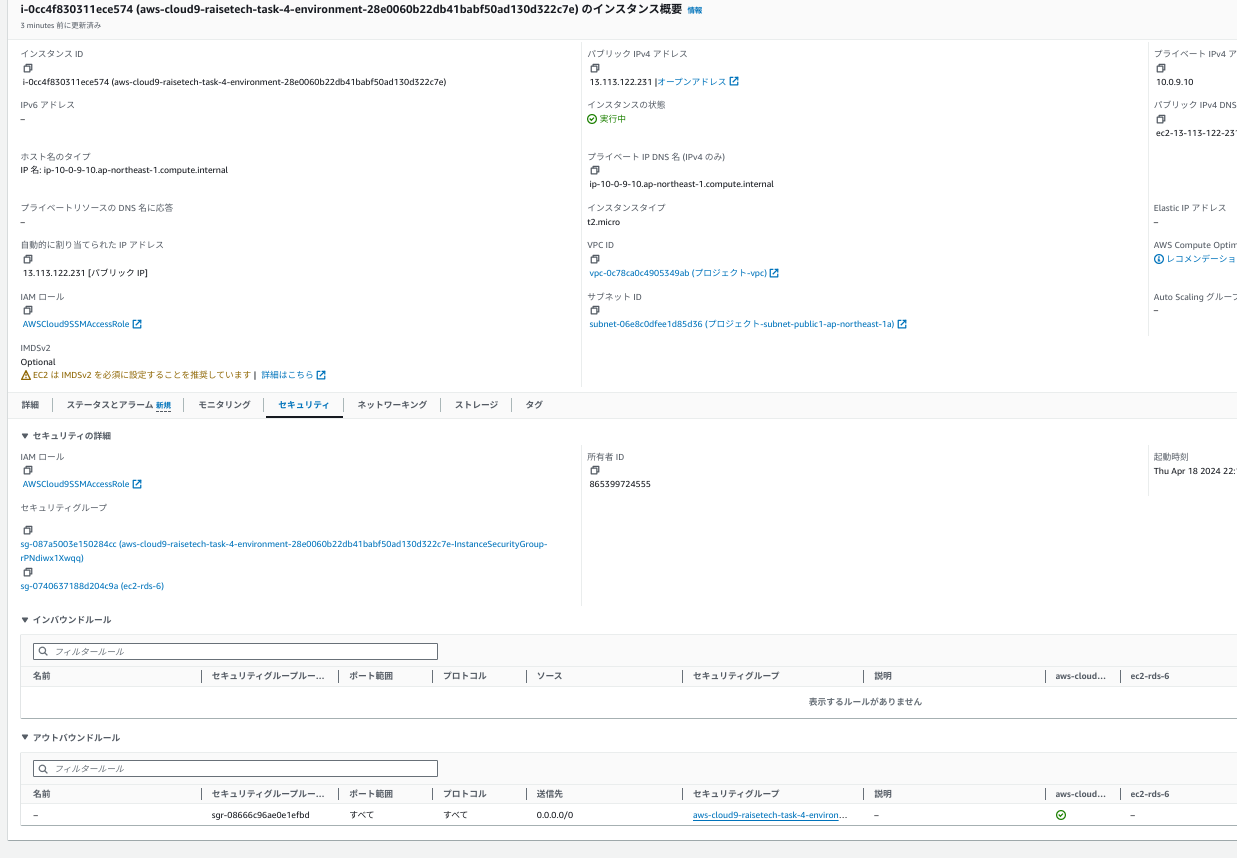 i-0cc4f830311ece574 (aws-cloud9-raisetech-task-4-environment-28e0060b22db41babf50ad130d322c7e) のインスタンス概要 情報
3 minutes 前に更新済み
インスタンス ID
i-0cc4f830311ece574 (aws-cloud9-raisetech-task-4-environment-28e0060b22db41babf50ad130d322c7e)
パブリック IPv4 アドレス
13.113.122.231 |オープンアドレス
プライベート IPv4 ア
10.0.9.10
IPv6 アドレス
–
インスタンスの状態
実行中
パブリック IPv4 DNS
ec2-13-113-122-231
ホスト名のタイプ
IP 名: ip-10-0-9-10.ap-northeast-1.compute.internal
プライベート IP DNS 名 (IPv4 のみ)
ip-10-0-9-10.ap-northeast-1.compute.internal
プライベートリソースの DNS 名に応答
–
インスタンスタイプ
t2.micro
Elastic IP アドレス
–
自動的に割り当てられた IP アドレス
13.113.122.231 [パブリック IP]
VPC ID
vpc-0c78ca0c4905349ab (プロジェクト-vpc)
AWS Compute Optim
レコメンデーショ
IAM ロール
AWSCloud9SSMAccessRole
サブネット ID
subnet-06e8c0dfee1d85d36 (プロジェクト-subnet-public1-ap-northeast-1a)
Auto Scaling グループ
–
IMDSv2
Optional
EC2 は IMDSv2 を必須に設定することを推奨しています | 詳細はこちら
詳細 ステータスとアラーム 新規 モニタリング セキュリティ ネットワーキング ストレージ タグ
▼ セキュリティの詳細
IAM ロール
AWSCloud9SSMAccessRole
所有者 ID
865399724555
起動時刻
Thu Apr 18 2024 22:
セキュリティグループ
sg-087a5003e150284cc (aws-cloud9-raisetech-task-4-environment-28e0060b22db41babf50ad130d322c7e-InstanceSecurityGroup-
rPNdiwx1Xwqq)
sg-0740637188d204c9a (ec2-rds-6)
▼ インバウンドルール
フィルタールール
名前 セキュリティグループルー... ポート範囲 プロトコル ソース セキュリティグループ 説明 aws-cloud... ec2-rds-6
表示するルールがありません
▼ アウトバウンドルール
フィルタールール
名前 セキュリティグループルー... ポート範囲 プロトコル 送信先 セキュリティグループ 説明 aws-cloud... ec2-rds-6
– sgr-08666c96ae0e1efbd すべて すべて 0.0.0.0/0 aws-cloud9-raisetech-task-4-environ... – –